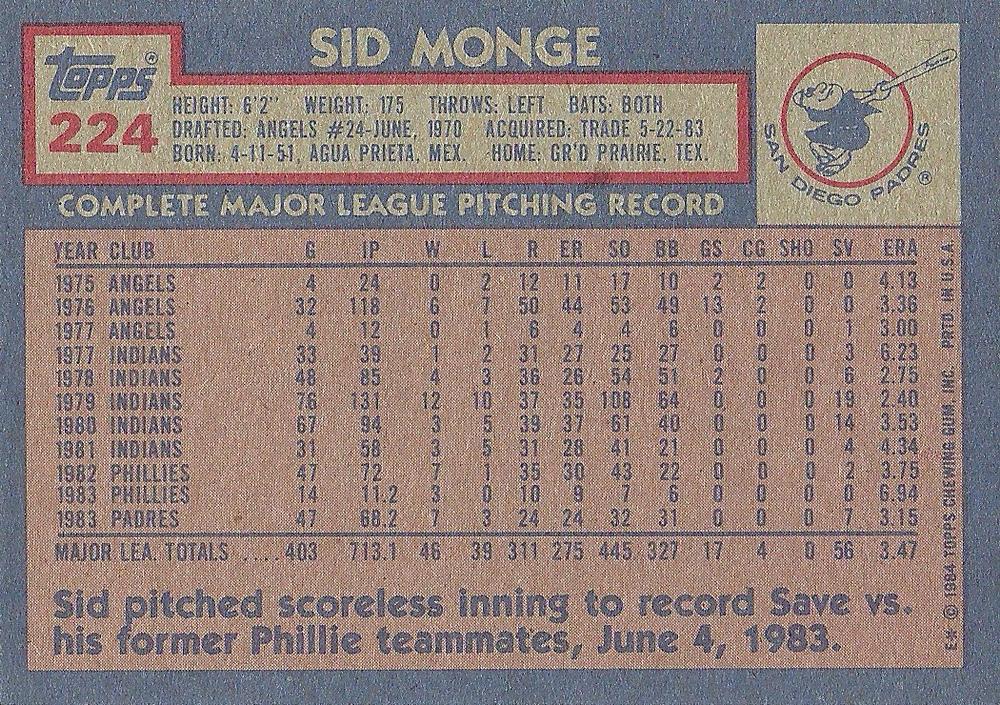 SID MONGE
Topps®
224
HEIGHT: 6'2" WEIGHT: 175 THROWS: LEFT BATS: BOTH
DRAFTED: ANGELS #24-JUNE, 1970 ACQUIRED: TRADE 5-22-83
BORN: 4-11-51, AGUA PRIETA, MEX. HOME: GR'D PRAIRIE, TEX.
SAN DIEGO PADRES ®
COMPLETE MAJOR LEAGUE PITCHING RECORD
YEAR CLUB G IP W L R ER SO BB GS CG SHO SV ERA
1975 ANGELS 4 24 0 2 12 11 17 10 2 2 0 0 4.13
1976 ANGELS 32 118 6 7 50 44 53 49 13 2 0 0 3.36
1977 ANGELS 4 12 0 1 6 4 4 6 0 0 0 1 3.00
1977 INDIANS 33 39 1 2 31 27 25 27 0 0 0 3 6.23
1978 INDIANS 48 85 4 3 36 26 54 51 2 0 0 6 2.75
1979 INDIANS 76 131 12 10 37 35 108 64 0 0 0 19 2.40
1980 INDIANS 67 94 3 5 39 37 61 40 0 0 0 14 3.53
1981 INDIANS 31 58 3 5 31 28 41 21 0 0 0 4 4.34
1982 PHILLIES 47 72 7 1 35 30 43 22 0 0 0 2 3.75
1983 PHILLIES 14 11.2 3 0 10 9 7 6 0 0 0 0 6.94
1983 PADRES 47 68.2 7 3 24 24 32 31 0 0 0 7 3.15
MAJOR LEA. TOTALS ....403 713.1 46 39 311 275 445 327 17 4 0 56 3.47
Sid pitched scoreless inning to record Save vs.
his former Phillie teammates, June 4, 1983.
E* © 1984 TOPPS CHEWING GUM, INC. PRTD. IN U.S.A.